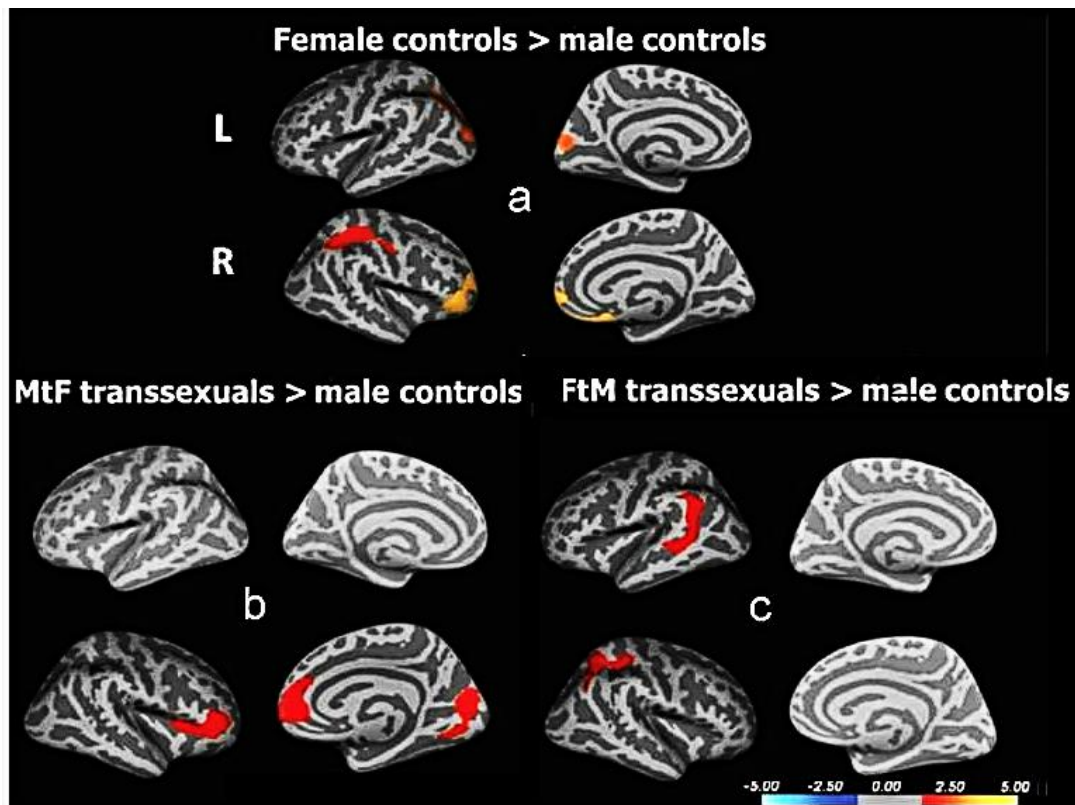 Female controls > male controls
L
a
R
MtF transsexuals > male controls
FtM transsexuals > male controls
b
c
-5.00 -2.50 0.00 2.50 5.00